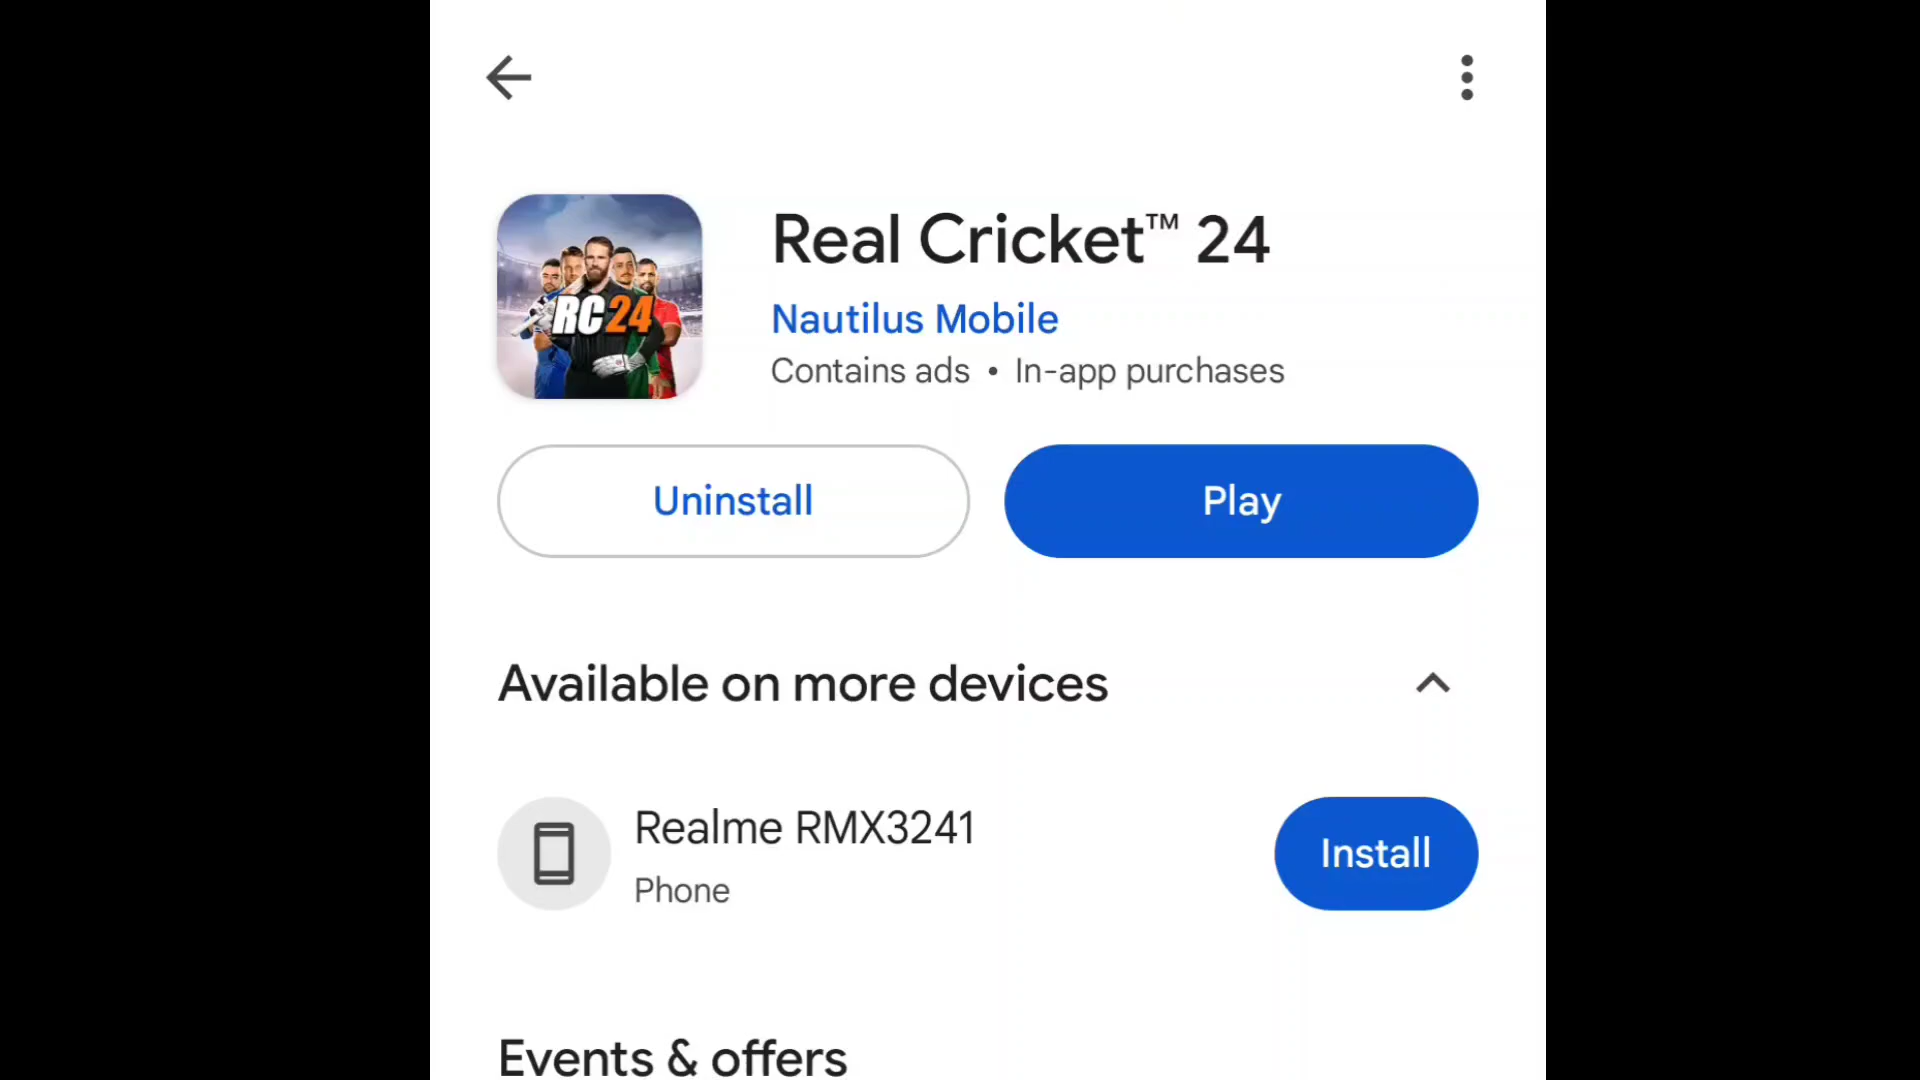 Real Cricket™ 24
Nautilus Mobile
Contains ads • In-app purchases
RC24
Uninstall
Play
Available on more devices
Realme RMX3241
Phone
Install
Events & offers